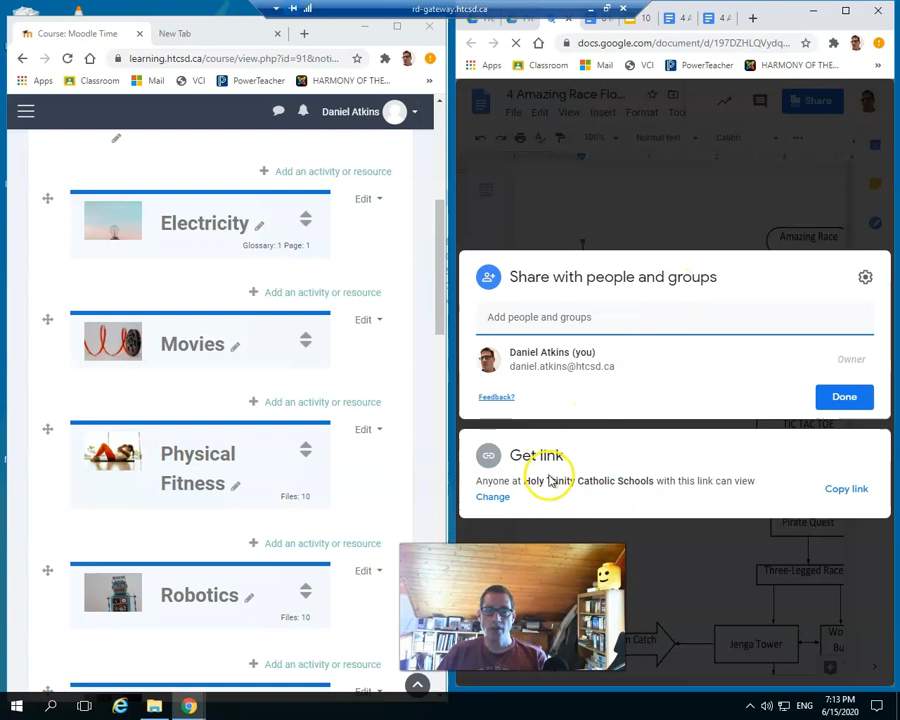 rd-gateway.htcsd.ca
Course: Moodle Time
New Tab
learning.htcsd.ca/course/view.php?id=91&noti...
Apps
Classroom
Mail
VCI
PowerTeacher
HARMONY OF THE...
Daniel Atkins
Add an activity or resource
Electricity
Edit
Glossary: 1 Page: 1
Add an activity or resource
Movies
Edit
Add an activity or resource
Physical
Fitness
Edit
Files: 10
Add an activity or resource
Robotics
Edit
Files: 10
Add an activity or resource
Edit
10
4 A
4 A
docs.google.com/document/d/197DZHLQVydq...
Apps
Classroom
Mail
VCI
PowerTeacher
HARMONY OF THE...
4 Amazing Race Flo...
File
Edit
View
Insert
Format
Too
Share
100%
Normal text
Calibri
Amazing Race
Share with people and groups
Add people and groups
Daniel Atkins (you)
daniel.atkins@htcsd.ca
Owner
Feedback?
Done
TIC TAC TOE
Get link
Anyone at Holy Trinity Catholic Schools with this link can view
Change
Copy link
Pirate Quest
Three-Legged Race
n Catch
Jenga Tower
Wo
Bu
ENG
7:13 PM
6/15/2020